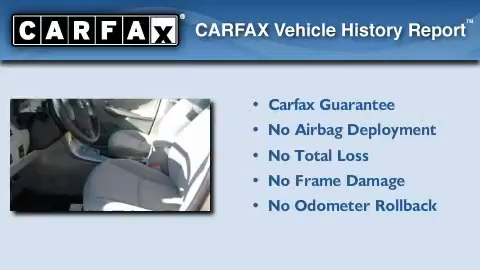 CARFAX® CARFAX Vehicle History Report™
• Carfax Guarantee
• No Airbag Deployment
• No Total Loss
• No Frame Damage
• No Odometer Rollback